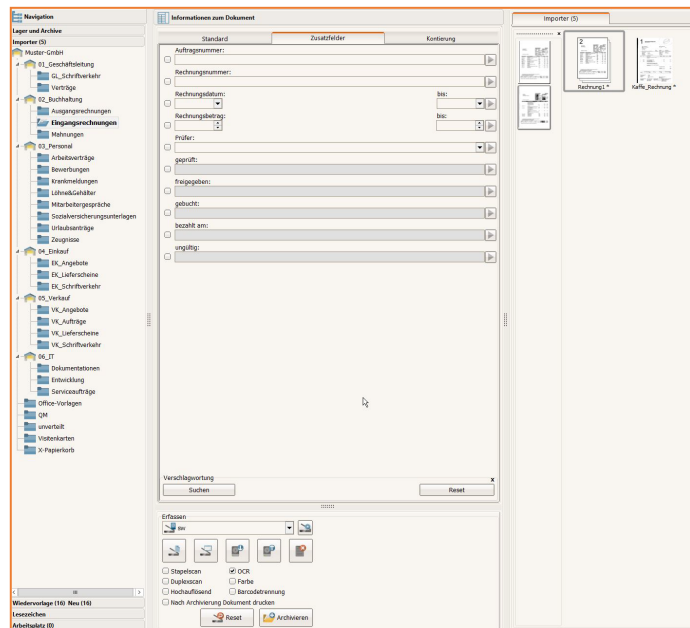 Navigation
Lager und Archive
Importer (5)
Muster-GmbH
01_Geschäftsleitung
GL_Schriftverkehr
Verträge
02_Buchhaltung
Ausgangsrechnungen
Eingangsrechnungen
Mahnungen
03_Personal
Arbeitsverträge
Bewerbungen
Krankmeldungen
Löhne&Gehälter
Mitarbeitergespräche
Sozialversicherungsunterlagen
Urlaubsanträge
Zeugnisse
04_Einkauf
EK_Angebote
EK_Lieferscheine
EK_Schriftverkehr
05_Verkauf
VK_Angebote
VK_Aufträge
VK_Lieferscheine
VK_Schriftverkehr
06_IT
Dokumentationen
Entwicklung
Serviceaufträge
Office-Vorlagen
QM
unverteilt
Visitenkarten
X-Papierkorb
Wiedervorlage (16) Neu (16)
Lesezeichen
Arbeitsplatz (0)
Informationen zum Dokument
Standard Zusatzfelder Kontierung
Auftragsnummer:
Rechnungsnummer:
Rechnungsdatum: bis:
Rechnungsbetrag: bis:
Prüfer:
geprüft:
freigegeben:
gebucht:
bezahlt am:
ungültig:
Verschlagwortung x
Suchen Reset
Erfassen
Stapelscan OCR
Duplexscan Farbe
Hochauflösend Barcodetrennung
Nach Archivierung Dokument drucken
Reset Archivieren
Importer (5)
2 1
Rechnung1 * Kaffe_Rechnung *